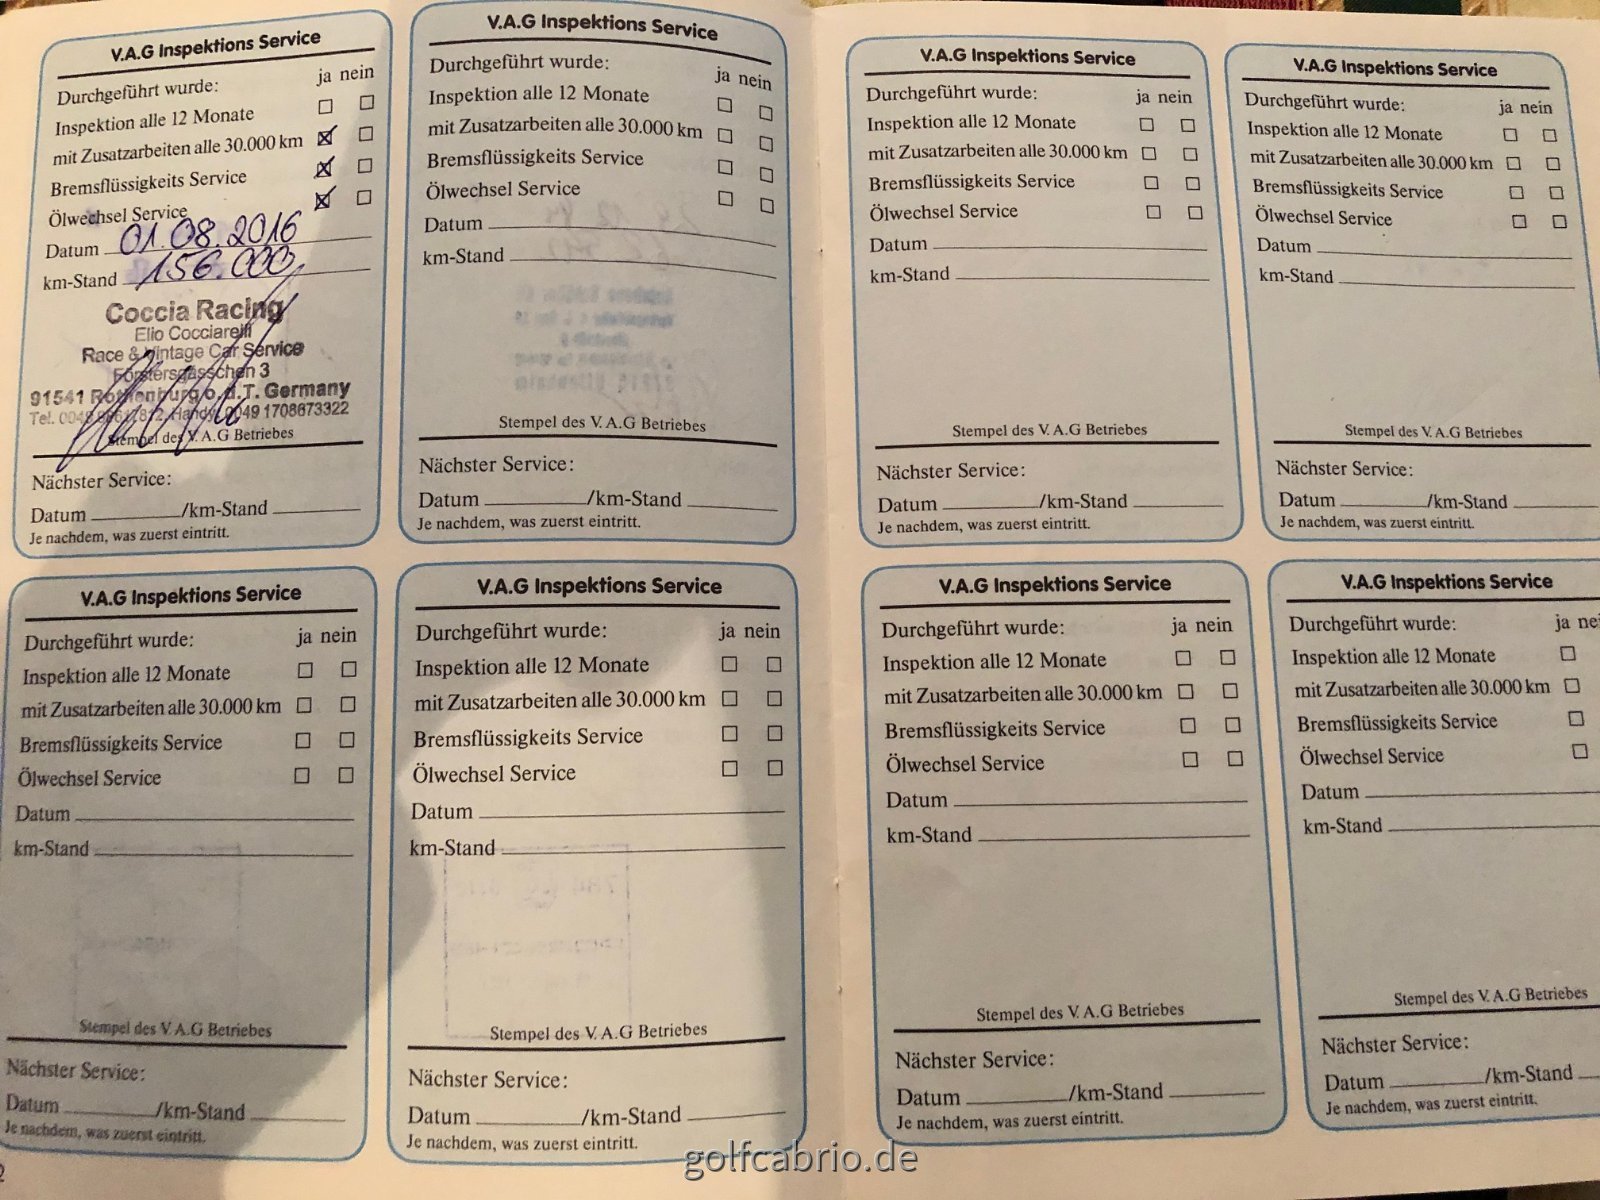 V.A.G Inspektions Service
Durchgeführt wurde: ja nein
Inspektion alle 12 Monate
mit Zusatzarbeiten alle 30.000 km
Bremsflüssigkeits Service
Ölwechsel Service
Datum 01.08.2016
km-Stand 156.000
Coccia Racing
Elio Cocciarelli
Race & Vintage Car Service
Förstersgässchen 3
91541 Rothenburg o.d.T. Germany
Tel. Handy 0049 1708673322
Stempel des V.A.G Betriebes
Nächster Service:
Datum /km-Stand
Je nachdem, was zuerst eintritt.
V.A.G Inspektions Service
Durchgeführt wurde: ja nein
Inspektion alle 12 Monate
mit Zusatzarbeiten alle 30.000 km
Bremsflüssigkeits Service
Ölwechsel Service
Datum
km-Stand
Stempel des V.A.G Betriebes
Nächster Service:
Datum /km-Stand
Je nachdem, was zuerst eintritt.
V.A.G Inspektions Service
Durchgeführt wurde: ja nein
Inspektion alle 12 Monate
mit Zusatzarbeiten alle 30.000 km
Bremsflüssigkeits Service
Ölwechsel Service
Datum
km-Stand
Stempel des V.A.G Betriebes
Nächster Service:
Datum /km-Stand
Je nachdem, was zuerst eintritt.
V.A.G Inspektions Service
Durchgeführt wurde: ja nein
Inspektion alle 12 Monate
mit Zusatzarbeiten alle 30.000 km
Bremsflüssigkeits Service
Ölwechsel Service
Datum
km-Stand
Stempel des V.A.G Betriebes
Nächster Service:
Datum /km-Stand
Je nachdem, was zuerst eintritt.
V.A.G Inspektions Service
Durchgeführt wurde: ja nein
Inspektion alle 12 Monate
mit Zusatzarbeiten alle 30.000 km
Bremsflüssigkeits Service
Ölwechsel Service
Datum
km-Stand
Stempel des V.A.G Betriebes
Nächster Service:
Datum /km-Stand
Je nachdem, was zuerst eintritt.
V.A.G Inspektions Service
Durchgeführt wurde: ja nein
Inspektion alle 12 Monate
mit Zusatzarbeiten alle 30.000 km
Bremsflüssigkeits Service
Ölwechsel Service
Datum
km-Stand
Stempel des V.A.G Betriebes
Nächster Service:
Datum /km-Stand
Je nachdem, was zuerst eintritt.
V.A.G Inspektions Service
Durchgeführt wurde: ja nein
Inspektion alle 12 Monate
mit Zusatzarbeiten alle 30.000 km
Bremsflüssigkeits Service
Ölwechsel Service
Datum
km-Stand
Stempel des V.A.G Betriebes
Nächster Service:
Datum /km-Stand
Je nachdem, was zuerst eintritt.
V.A.G Inspektions Service
Durchgeführt wurde: ja ne
Inspektion alle 12 Monate
mit Zusatzarbeiten alle 30.000 km
Bremsflüssigkeits Service
Ölwechsel Service
Datum
km-Stand
Stempel des V.A.G Betriebes
Nächster Service:
Datum /km-Stand
Je nachdem, was zuerst eintritt.
2
golfcabrio.de